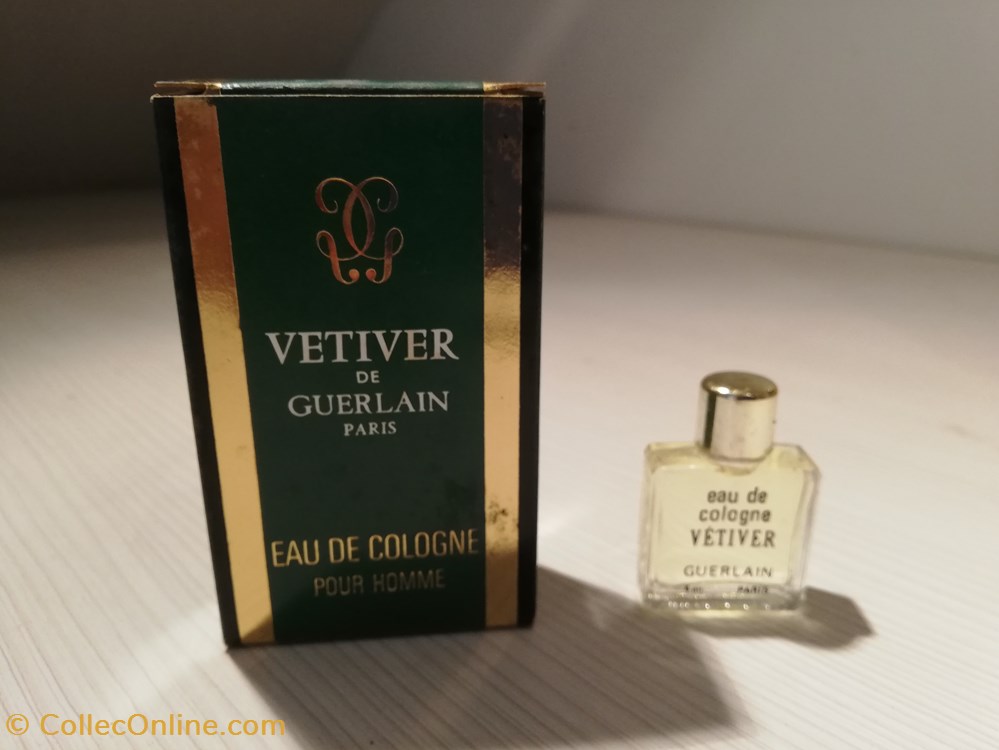 VETIVER
DE
GUERLAIN
PARIS
EAU DE COLOGNE
POUR HOMME
eau de
cologne
VÉTIVER
GUERLAIN
PARIS
© CollecOnline.com